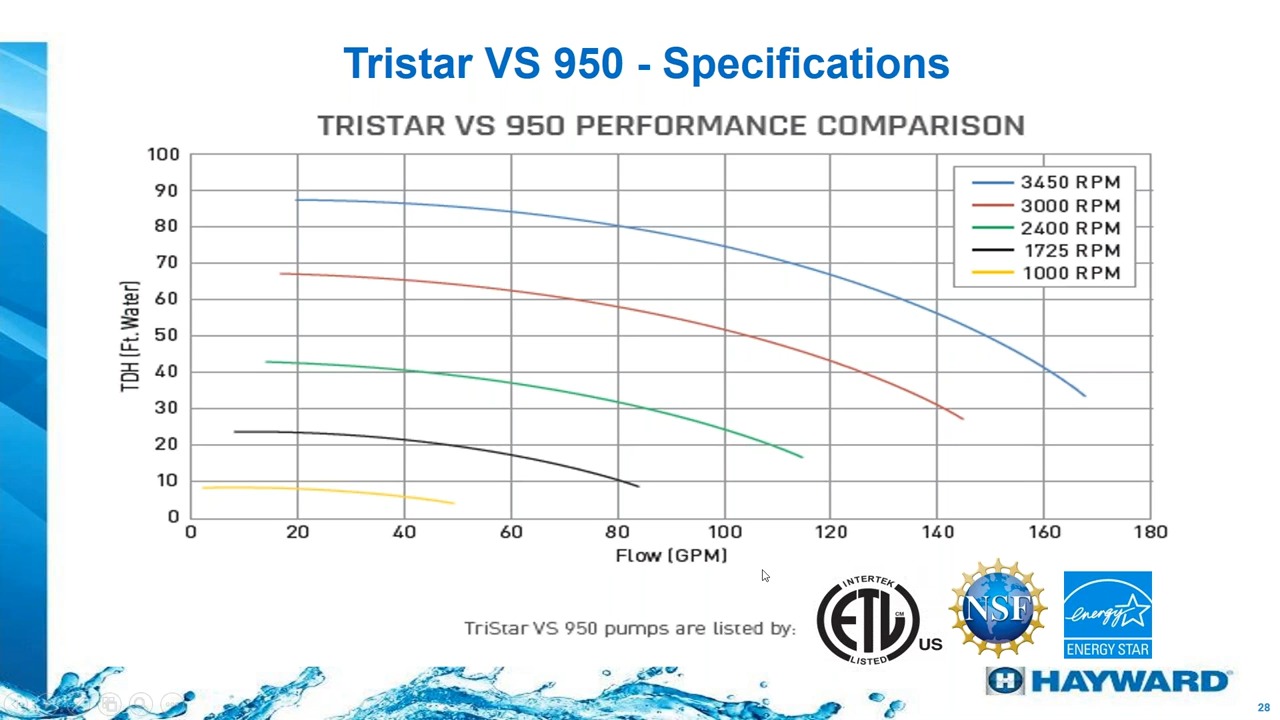 Tristar VS 950 - Specifications
TRISTAR VS 950 PERFORMANCE COMPARISON
100
90
80
70
60
50
40
30
20
10
0
TDH (Ft. Water)
3450 RPM
3000 RPM
2400 RPM
1725 RPM
1000 RPM
0 20 40 60 80 100 120 140 160 180
Flow (GPM)
TriStar VS 950 pumps are listed by:
INTERTEK
ETL CM
LISTED
US
NSF
energy
ENERGY STAR
H HAYWARD®
28